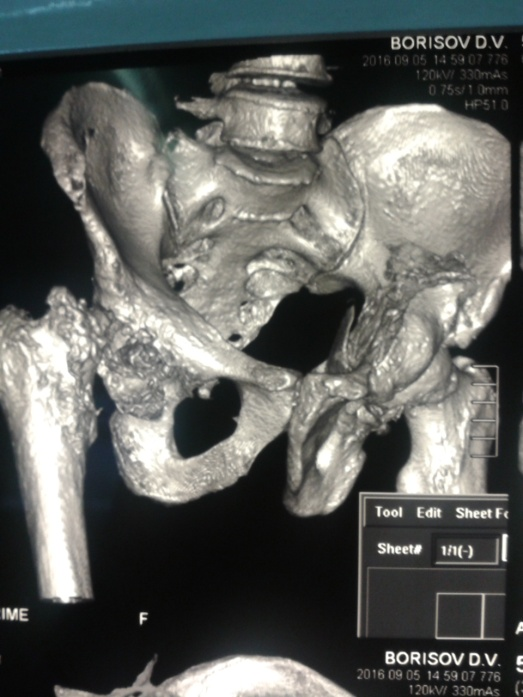 BORISOV D.V.
2016 09 05 14 59 07 776
120kV/ 330mAs
0.75s/ 1.0mm
HP51.0
Tool Edit Sheet Fo
Sheet# 1/1(-)
IME
F
BORISOV D.V.
2016 09 05 14 59 07 776
120kV/ 330mAs